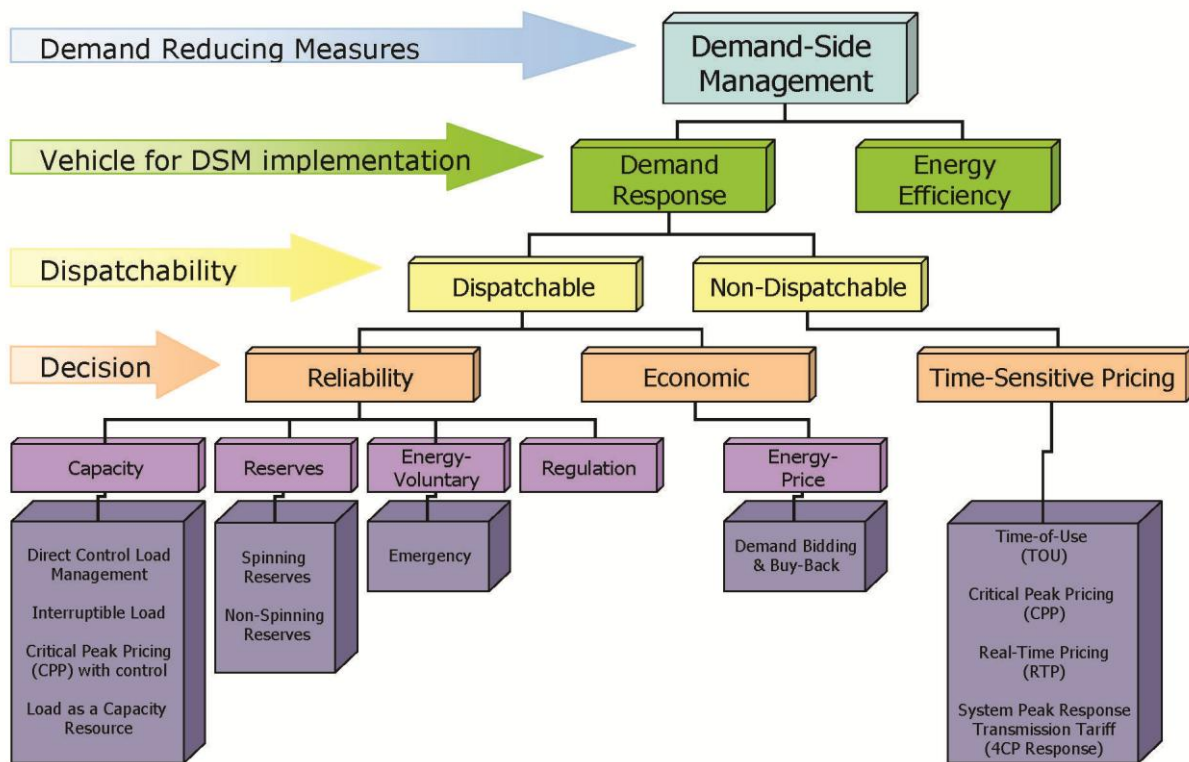 Demand Reducing Measures
Demand-Side
Management
Vehicle for DSM implementation
Demand
Response
Energy
Efficiency
Dispatchability
Dispatchable
Non-Dispatchable
Decision
Reliability
Economic
Time-Sensitive Pricing
Capacity
Reserves
Energy-
Voluntary
Regulation
Energy-
Price
Direct Control Load
Management
Interruptible Load
Critical Peak Pricing
(CPP) with control
Load as a Capacity
Resource
Spinning
Reserves
Non-Spinning
Reserves
Emergency
Demand Bidding
& Buy-Back
Time-of-Use
(TOU)
Critical Peak Pricing
(CPP)
Real-Time Pricing
(RTP)
System Peak Response
Transmission Tariff
(4CP Response)